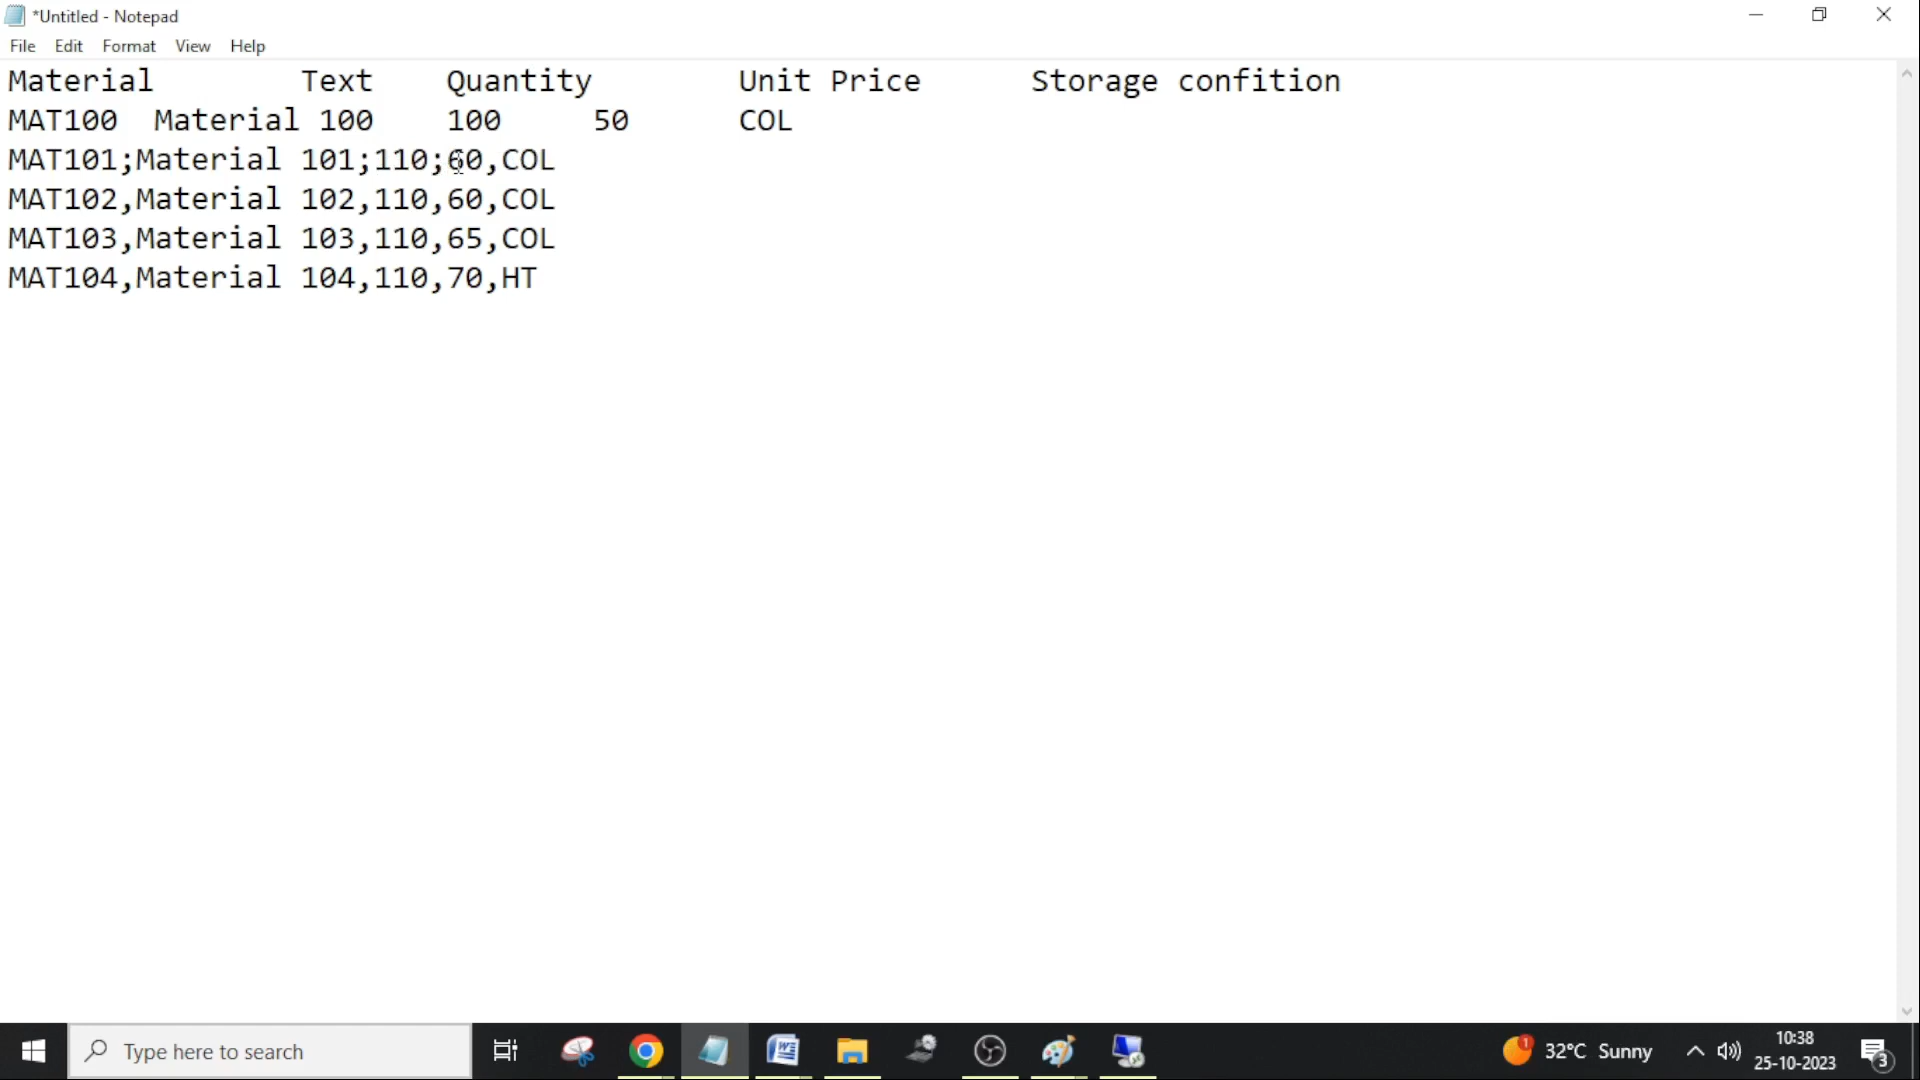 *Untitled - Notepad
File Edit Format View Help
Material Text Quantity Unit Price Storage confition
MAT100 Material 100 100 50 COL
MAT101;Material 101;110;60,COL
MAT102,Material 102,110,60,COL
MAT103,Material 103,110,65,COL
MAT104,Material 104,110,70,HT
Type here to search
1
32°C Sunny
10:38
25-10-2023
3